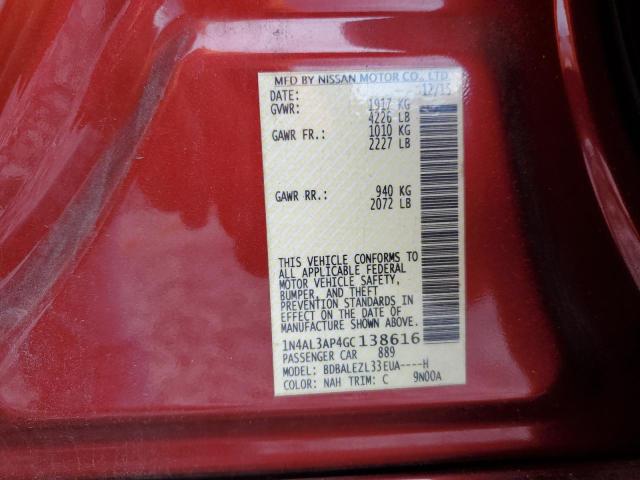 MFD BY NISSAN MOTOR CO., LTD.
DATE: 12/15
GVWR: 1917 KG
4226 LB
GAWR FR.: 1010 KG
2227 LB
GAWR RR.: 940 KG
2072 LB
THIS VEHICLE CONFORMS TO
ALL APPLICABLE FEDERAL
MOTOR VEHICLE SAFETY,
BUMPER, AND THEFT
PREVENTION STANDARDS IN
EFFECT ON THE DATE OF
MANUFACTURE SHOWN ABOVE.
1N4AL3AP4GC138616
PASSENGER CAR 889
MODEL: BDBALEZL33EUA----H
COLOR: NAH TRIM: C 9N00A